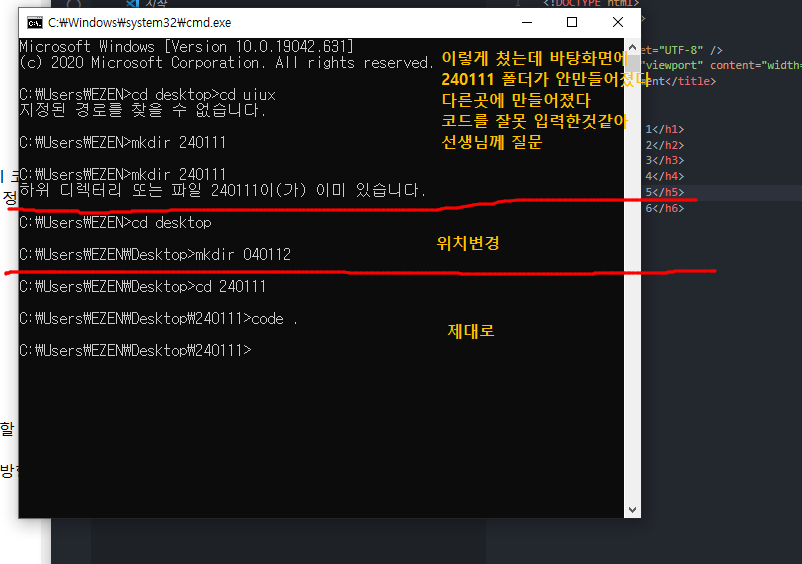 시작
<!DOCTYPE html>
C:₩Windows₩system32₩cmd.exe
Microsoft Windows [Version 10.0.19042.631]
(c) 2020 Microsoft Corporation. All rights reserved.
이렇게 쳤는데 바탕화면에
240111 폴더가 안만들어졌다
다른곳에 만들어졌다
코드를 잘못 입력한것같아
선생님께 질문
et="UTF-8" />
"viewport" content="width=
ent</title>
C:₩Users₩EZEN>cd desktop>cd uiux
지정된 경로를 찾을 수 없습니다.
C:₩Users₩EZEN>mkdir 240111
C:₩Users₩EZEN>mkdir 240111
하위 디렉터리 또는 파일 240111이(가) 이미 있습니다.
1</h1>
2</h2>
3</h3>
4</h4>
5</h5>
6</h6>
정
C:₩Users₩EZEN>cd desktop
C:₩Users₩EZEN₩Desktop>mkdir 040112
위치변경
C:₩Users₩EZEN₩Desktop>cd 240111
C:₩Users₩EZEN₩Desktop₩240111>code .
제대로
C:₩Users₩EZEN₩Desktop₩240111>
할